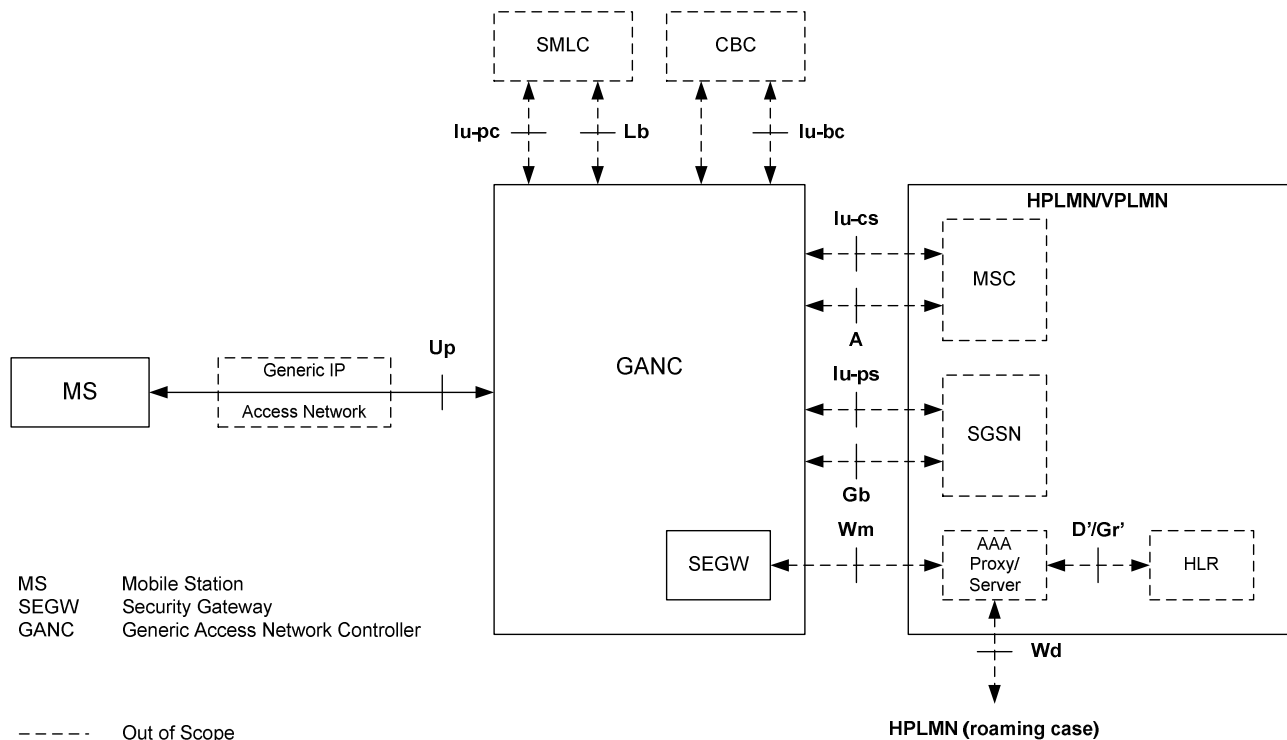 SMLC
CBC
Iu-pc
Lb
Iu-bc
HPLMN/VPLMN
Iu-cs
MSC
A
Up
Generic IP
Access Network
MS
GANC
Iu-ps
SGSN
Gb
Wm
D’/Gr’
SEGW
AAA
Proxy/
Server
HLR
MS Mobile Station
SEGW Security Gateway
GANC Generic Access Network Controller
Wd
HPLMN (roaming case)
Out of Scope